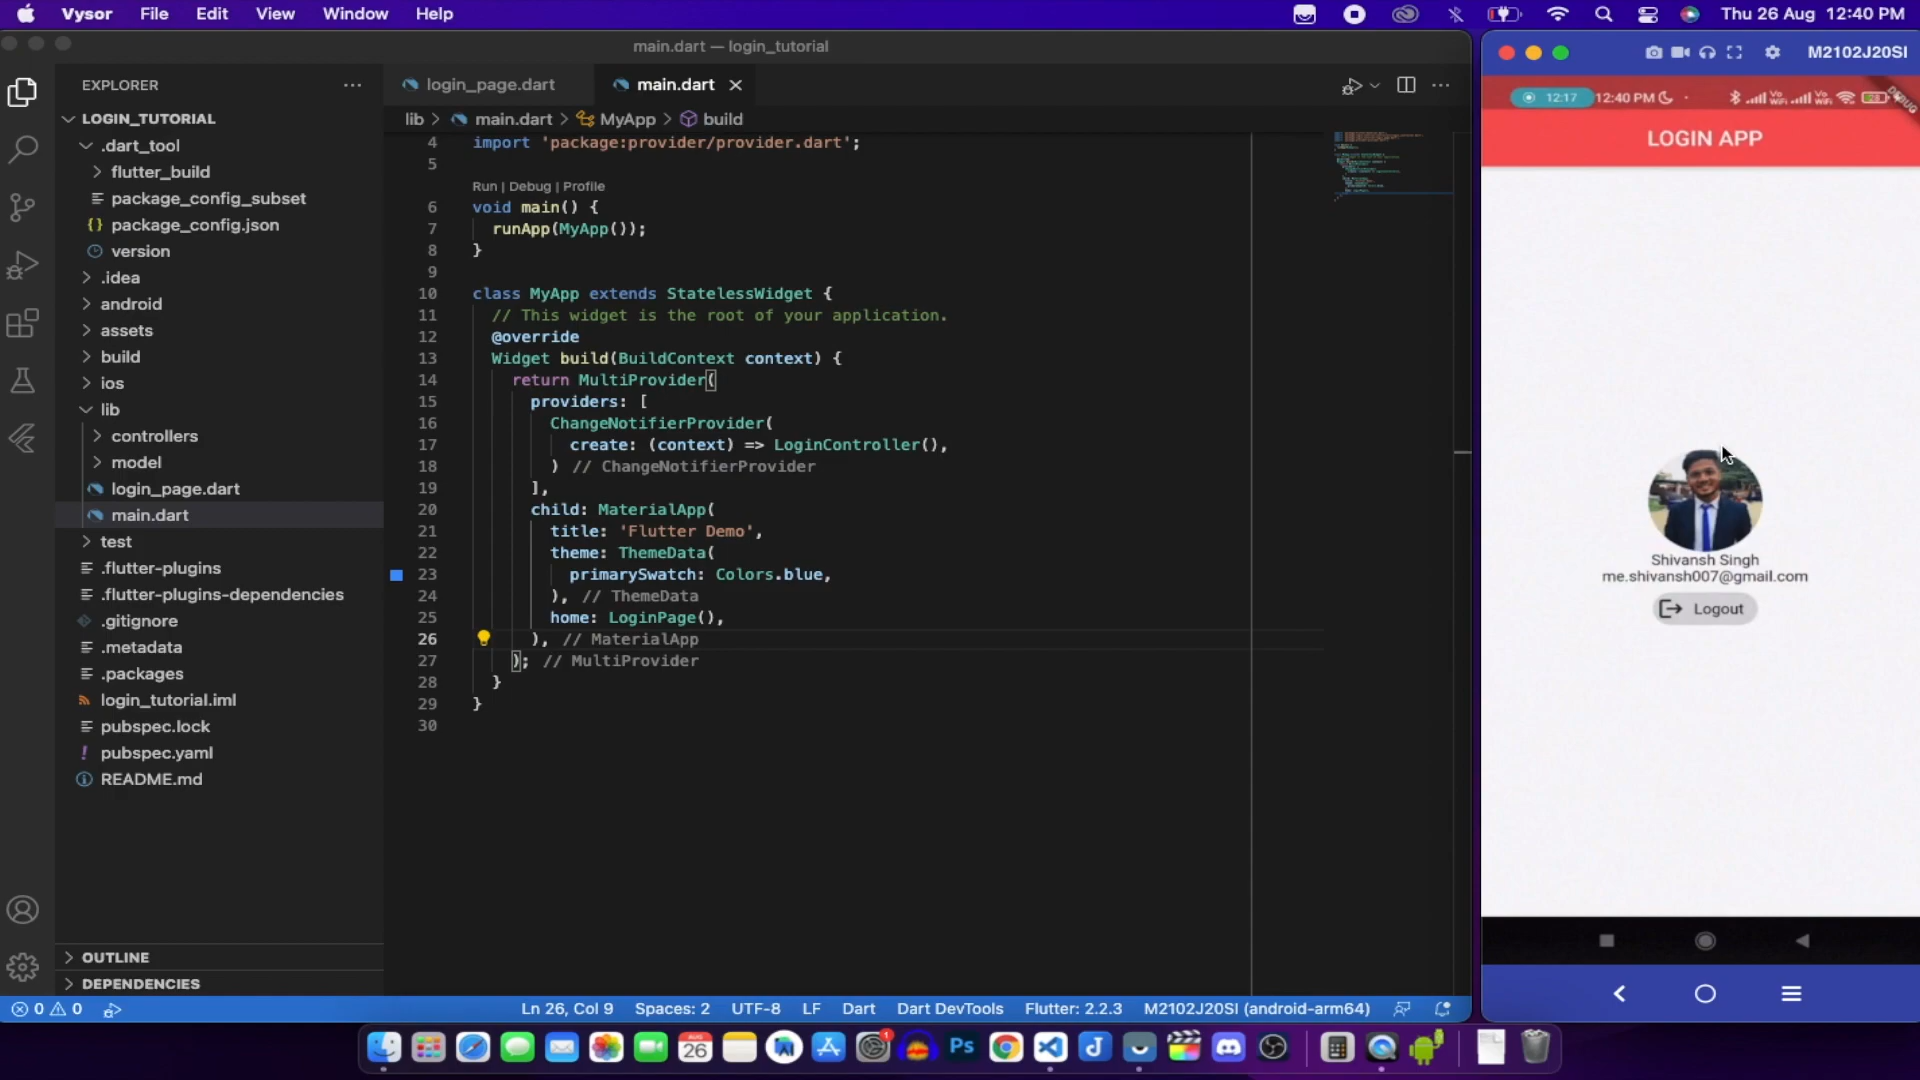 Vysor File Edit View Window Help
Thu 26 Aug 12:40 PM
main.dart — login_tutorial
M2102J20SI
EXPLORER
login_page.dart
main.dart
LOGIN_TUTORIAL
.dart_tool
flutter_build
package_config_subset
{} package_config.json
version
.idea
android
assets
build
ios
lib
controllers
model
login_page.dart
main.dart
test
.flutter-plugins
.flutter-plugins-dependencies
.gitignore
.metadata
.packages
login_tutorial.iml
pubspec.lock
! pubspec.yaml
README.md
OUTLINE
DEPENDENCIES
lib > main.dart > MyApp > build
4 import 'package:provider/provider.dart';
5
Run | Debug | Profile
6 void main() {
7 runApp(MyApp());
8 }
9
10 class MyApp extends StatelessWidget {
11 // This widget is the root of your application.
12 @override
13 Widget build(BuildContext context) {
14 return MultiProvider(
15 providers: [
16 ChangeNotifierProvider(
17 create: (context) => LoginController(),
18 ) // ChangeNotifierProvider
19 ],
20 child: MaterialApp(
21 title: 'Flutter Demo',
22 theme: ThemeData(
23 primarySwatch: Colors.blue,
24 ), // ThemeData
25 home: LoginPage(),
26 ), // MaterialApp
27 ); // MultiProvider
28 }
29 }
30
12:17 12:40 PM
DEBUG
LOGIN APP
Shivansh Singh
me.shivansh007@gmail.com
Logout
0 0
Ln 26, Col 9 Spaces: 2 UTF-8 LF Dart Dart DevTools Flutter: 2.2.3 M2102J20SI (android-arm64)
AUG
26
1
Ps